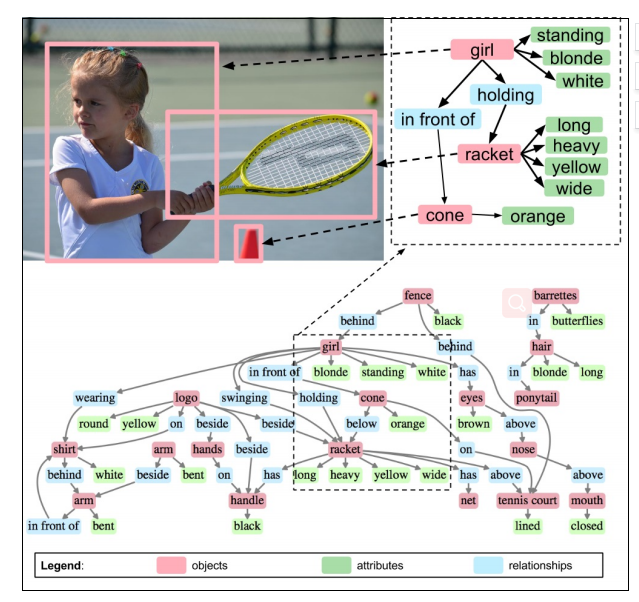 standing
girl
blonde
white
holding
in front of
long
heavy
racket
yellow
wide
cone
orange
fence
barrettes
behind
black
in
butterflies
girl
behind
hair
in front of
blonde
standing
white
has
in
blonde
long
wearing
logo
swinging
holding
cone
eyes
ponytail
round
yellow
on
beside
beside
below
orange
brown
above
shirt
arm
hands
beside
racket
on
nose
behind
white
beside
bent
on
has
long
heavy
yellow
wide
has
above
above
arm
handle
net
tennis court
mouth
in front of
bent
black
lined
closed
Legend:
objects
attributes
relationships